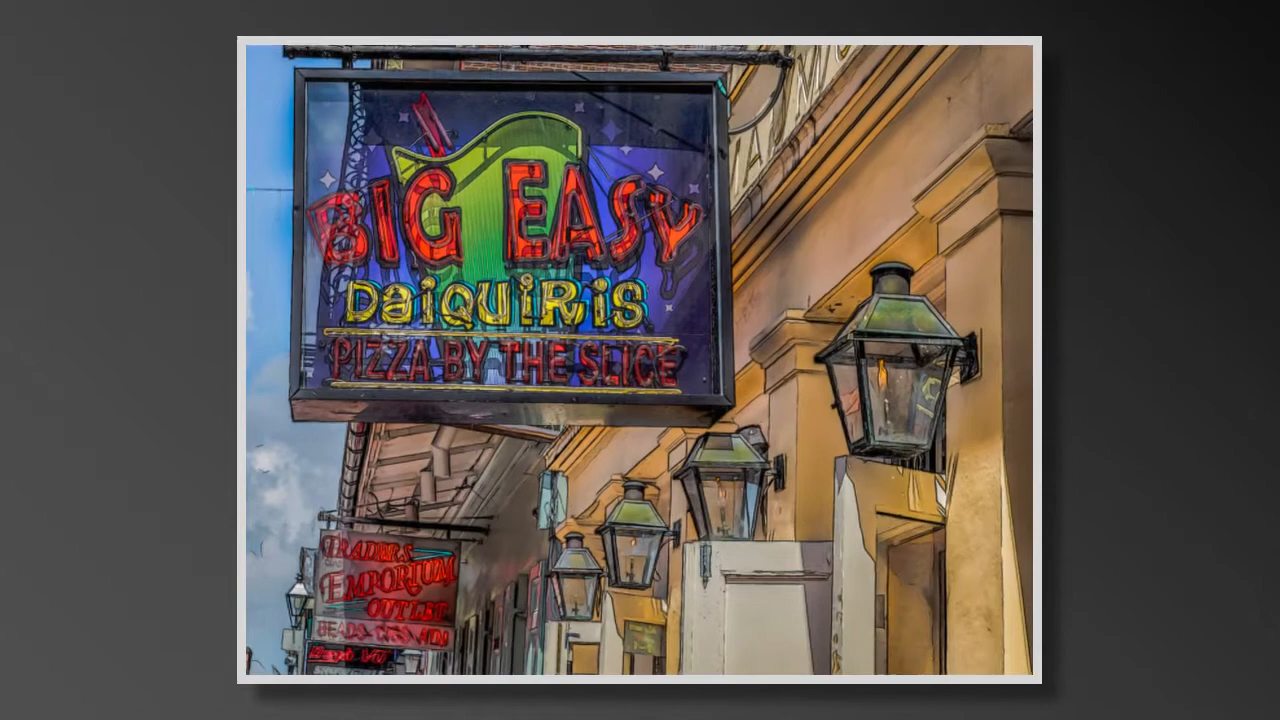 BIG EASY
DaiQUiRiS
PIZZA BY THE SLICE
TRADERS
EMPORIUM
OUTLET